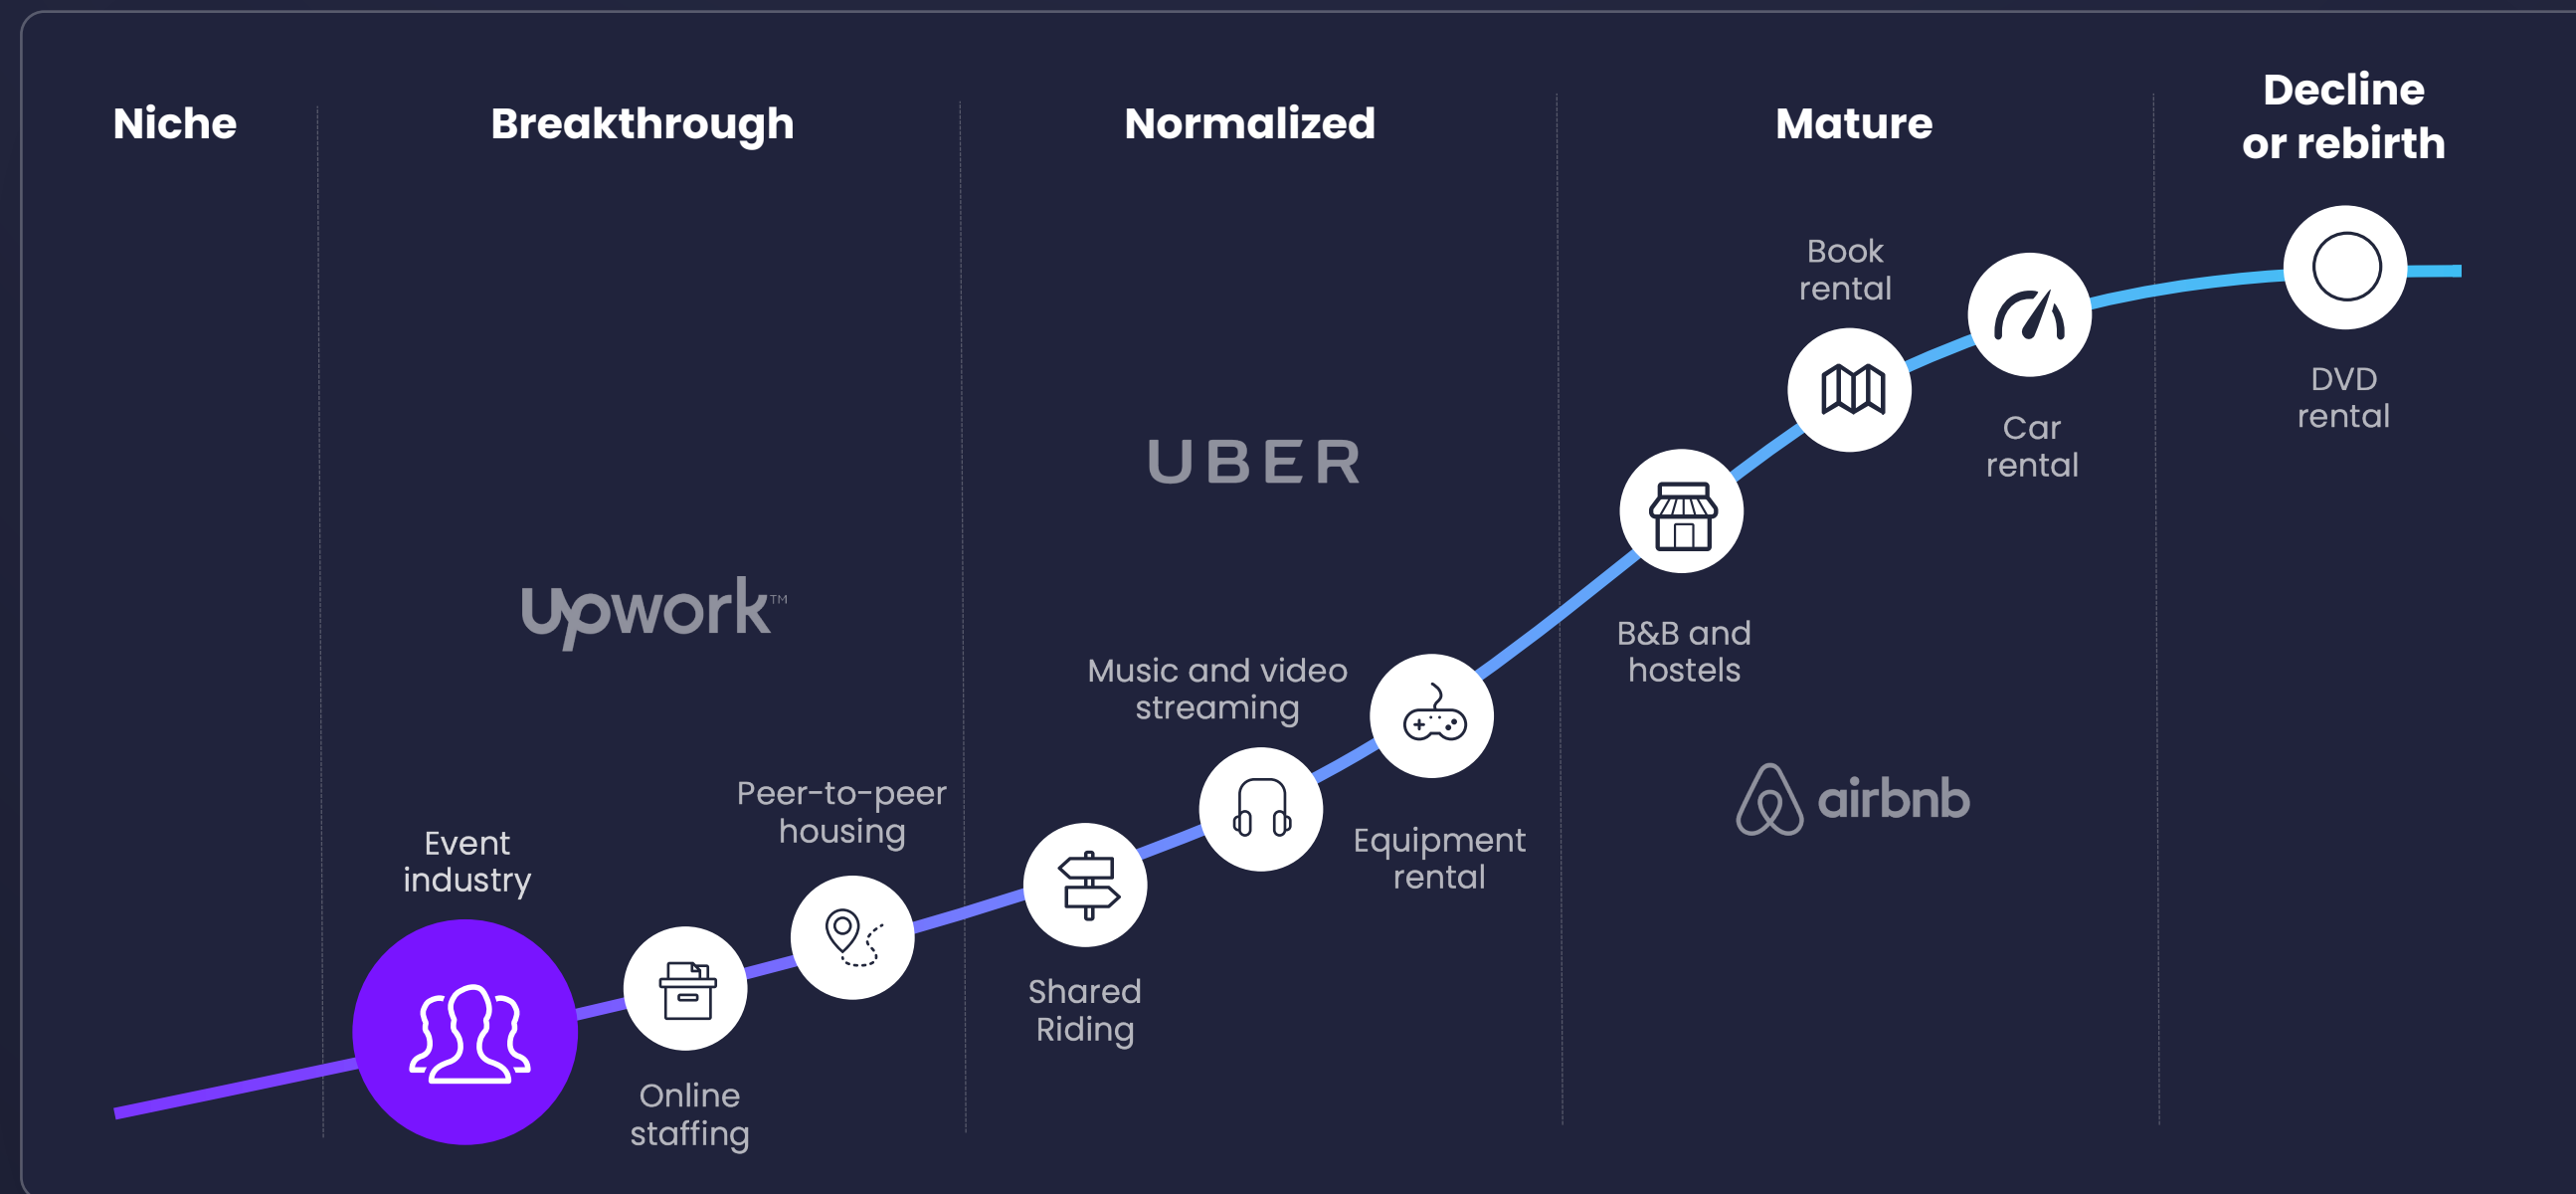 Niche
Breakthrough
Normalized
Mature
Decline
or rebirth
Event
industry
upwork™
Online
staffing
Peer-to-peer
housing
UBER
Shared
Riding
Music and video
streaming
Equipment
rental
B&B and
hostels
airbnb
Book
rental
Car
rental
DVD
rental